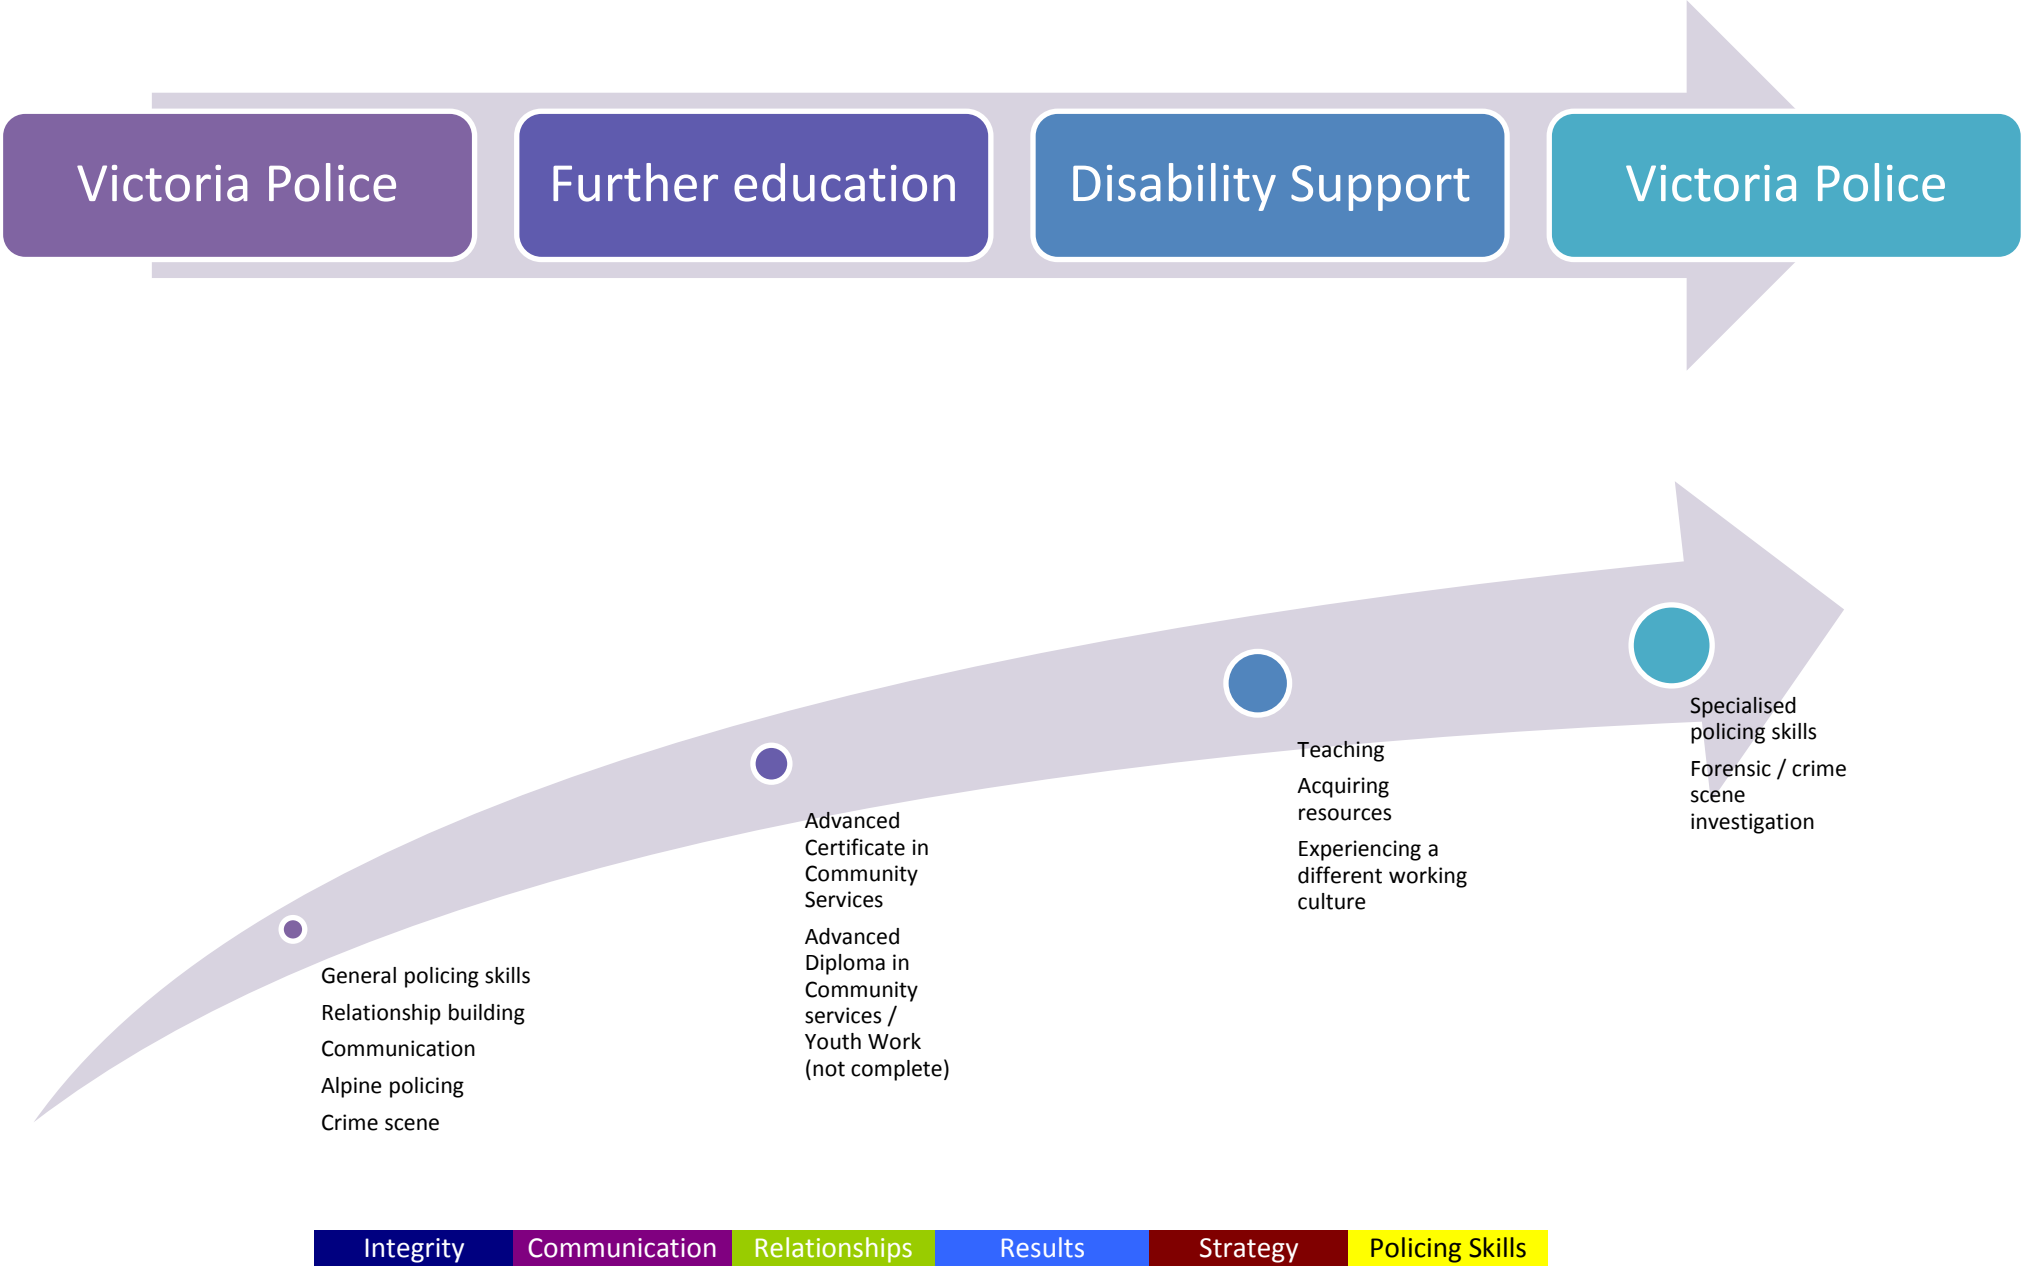 Victoria Police
Further education
Disability Support
Victoria Police
General policing skills
Relationship building
Communication
Alpine policing
Crime scene
Advanced
Certificate in
Community
Services
Advanced
Diploma in
Community
services /
Youth Work
(not complete)
Teaching
Acquiring
resources
Experiencing a
different working
culture
Specialised
policing skills
Forensic / crime
scene
investigation
Integrity
Communication
Relationships
Results
Strategy
Policing Skills